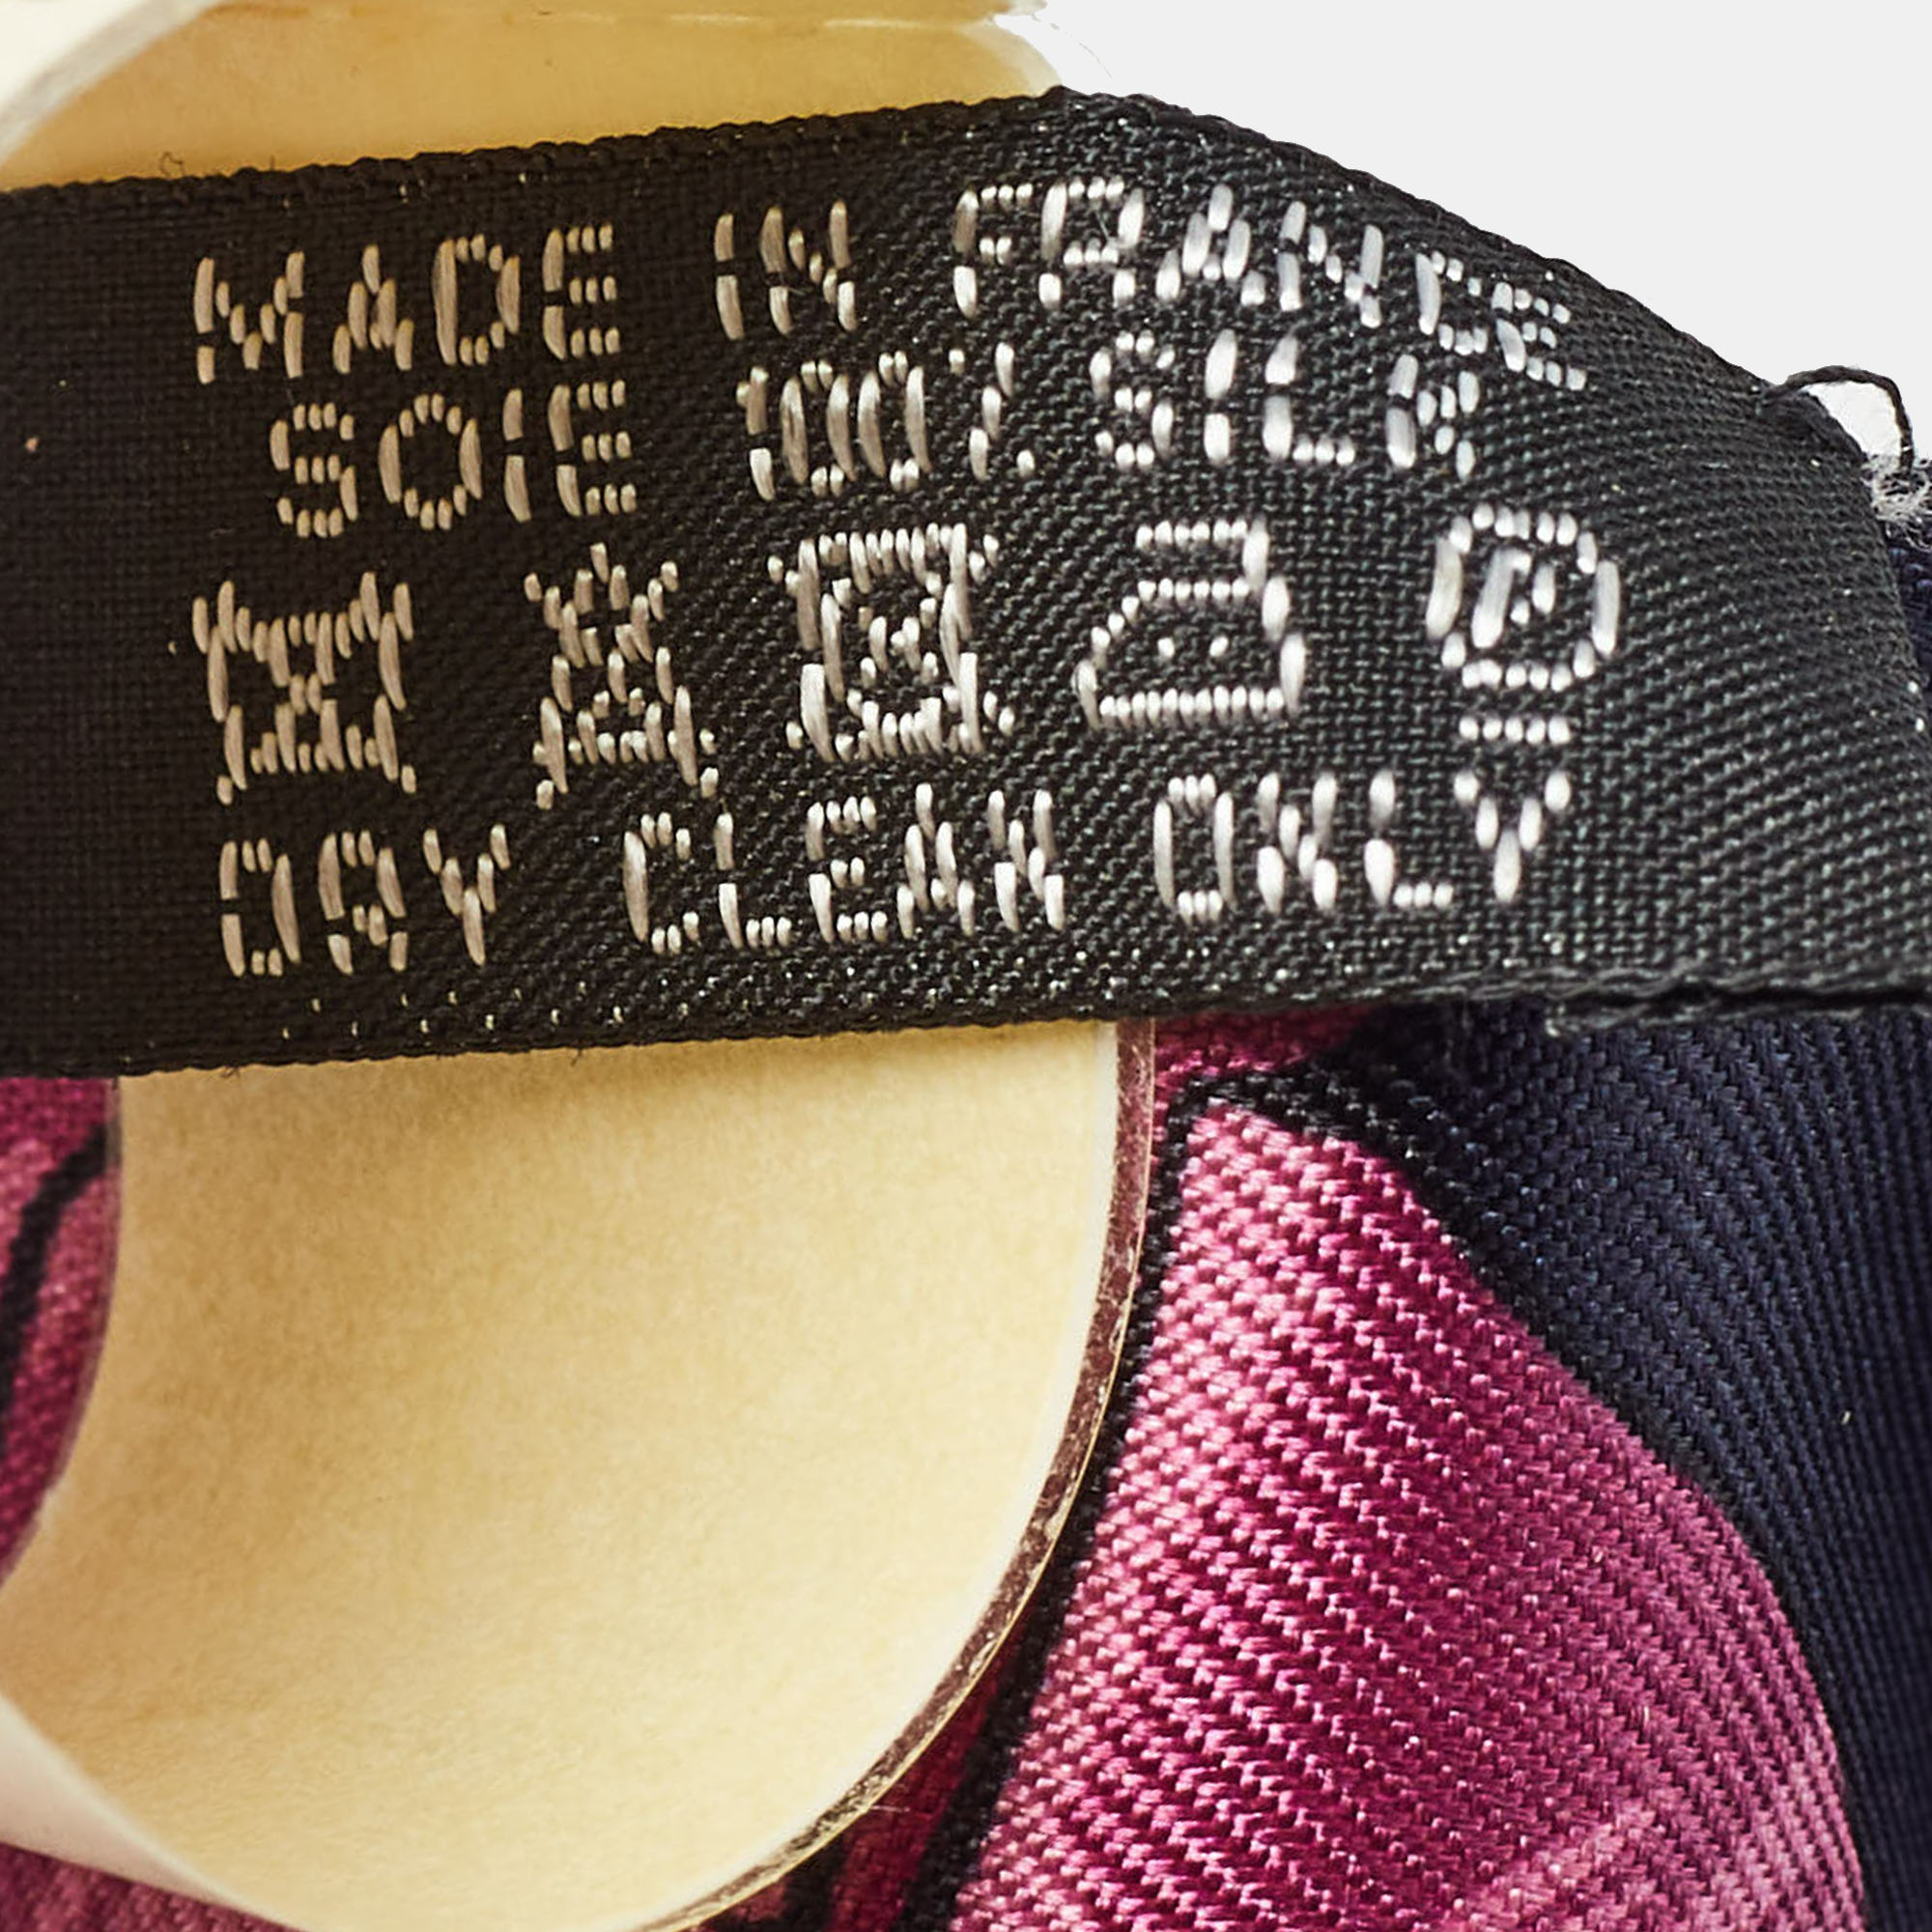 MADE IN FRANCE
SOIE 100% SILK
P
DRY CLEAN ONLY